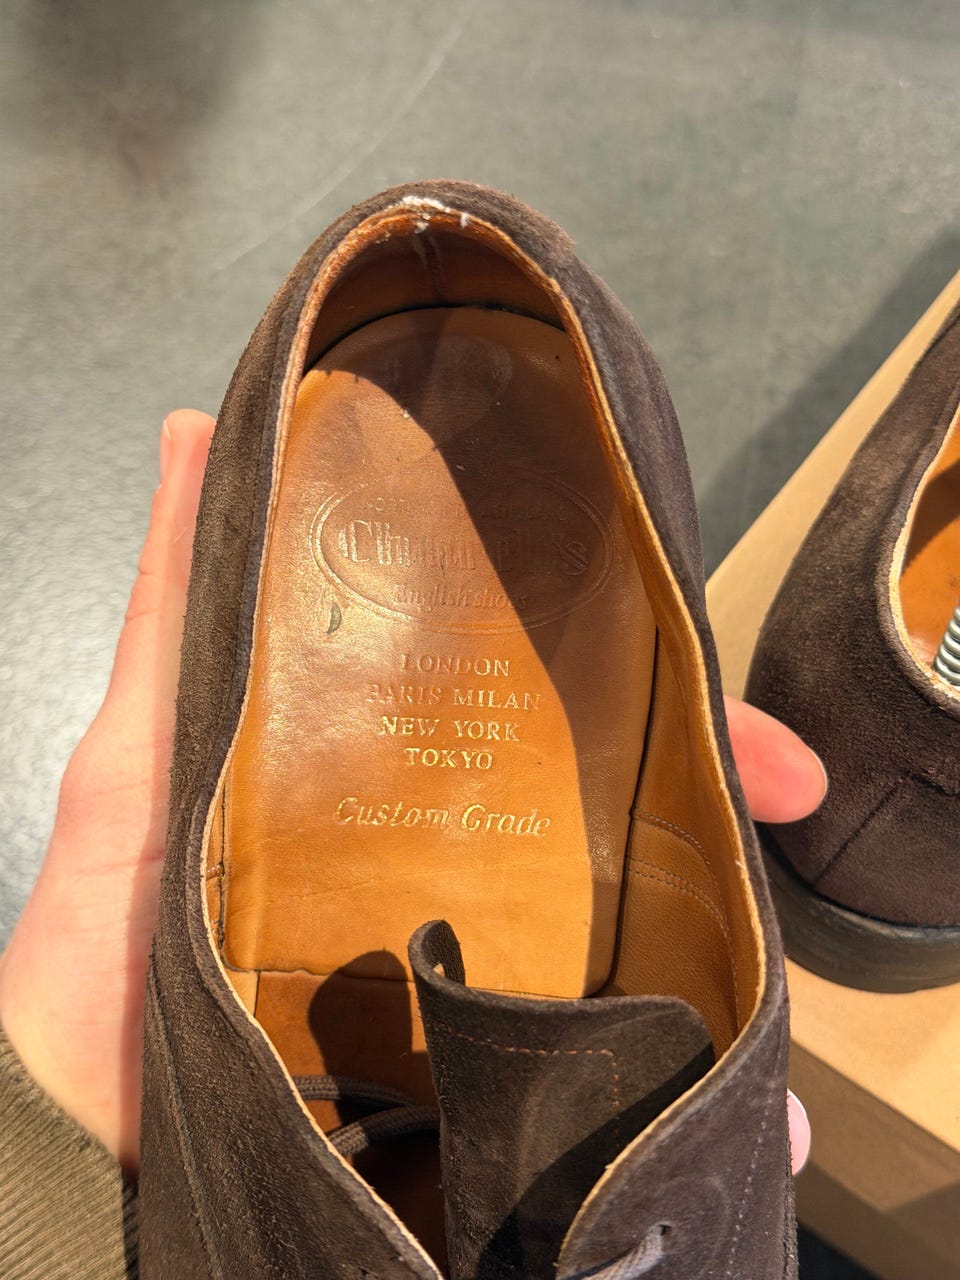 Church's
English shoes
LONDON
PARIS MILAN
NEW YORK
TOKYO
Custom Grade